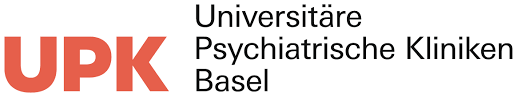 UPK
Universitäre
Psychiatrische Kliniken
Basel